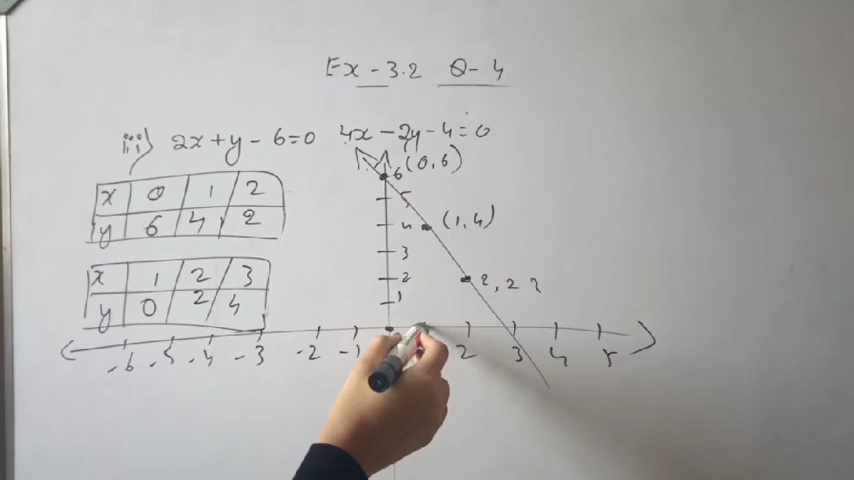 Ex - 3.2 Q - 4
iii) 2x + y - 6 = 0 4x - 2y - 4 = 0
x 0 1 2
y 6 4 2
x 1 2 3
y 0 2 4
6 (0, 6)
5
4 (1, 4)
3
2 2, 2
1
-6 -5 -4 -3 -2 -1 2 3 4 5